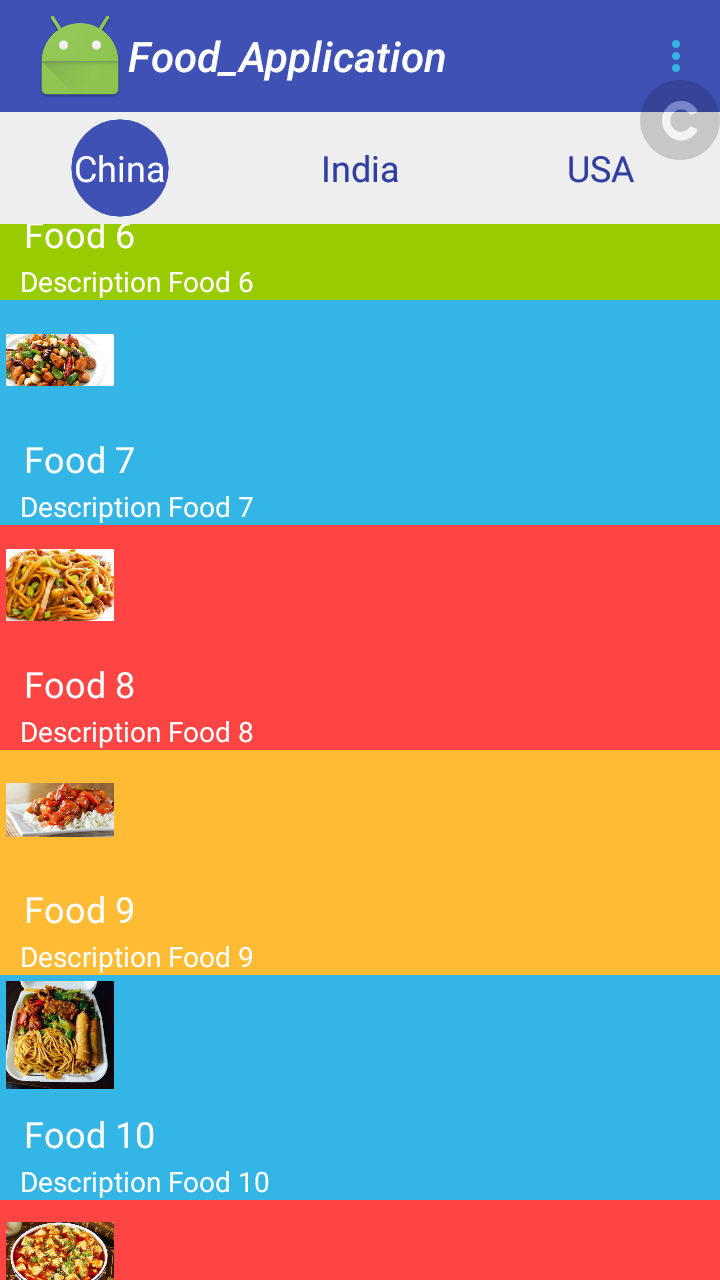 Food_Application
C
China India USA
Food 6
Description Food 6
Food 7
Description Food 7
Food 8
Description Food 8
Food 9
Description Food 9
Food 10
Description Food 10